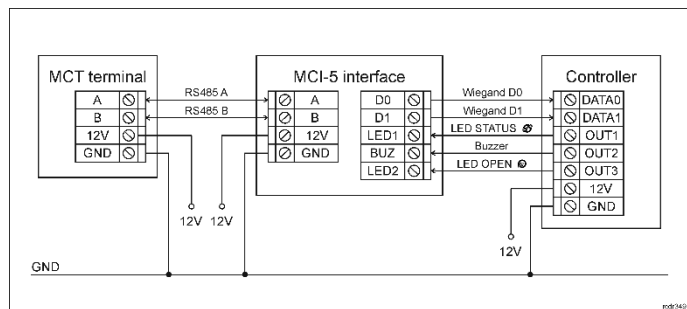 MCT terminal
A
B
12V
GND
RS485 A
RS485 B
MCI-5 interface
A
B
12V
GND
D0
D1
LED1
BUZ
LED2
Wiegand D0
Wiegand D1
LED STATUS
Buzzer
LED OPEN
Controller
DATA0
DATA1
OUT1
OUT2
OUT3
12V
GND
12V
12V
12V
GND